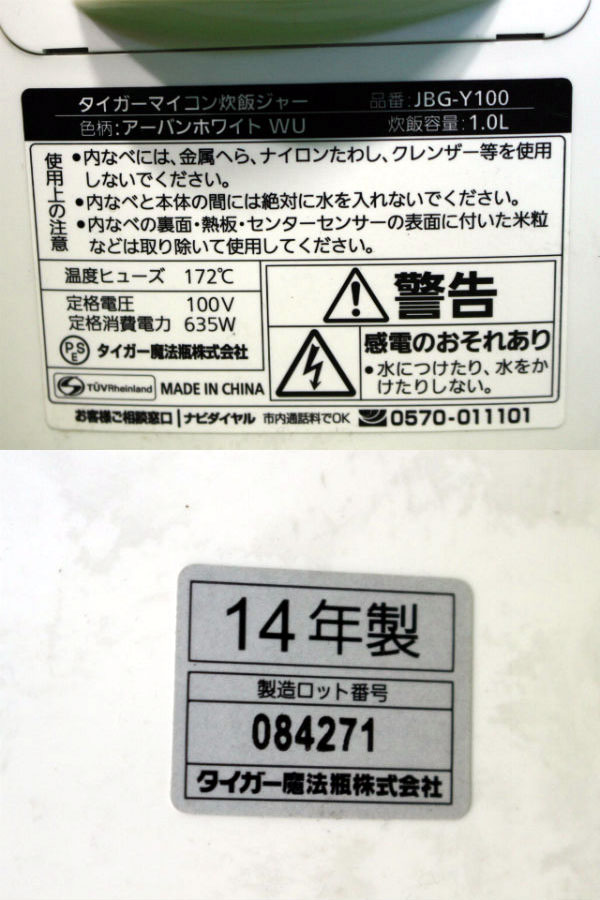 タイガーマイコン炊飯ジャー 品番:JBG-Y100
色柄:アーバンホワイト WU 炊飯容量:1.0L
使用上の注意
●内なべには、金属へら、ナイロンたわし、クレンザー等を使用
しないでください。
●内なべと本体の間には絶対に水を入れないでください。
●内なべの裏面・熱板・センターセンサーの表面に付いた米粒
などは取り除いて使用してください。
温度ヒューズ 172℃
定格電圧 100V
定格消費電力 635W
PSE タイガー魔法瓶株式会社
TÜVRheinland MADE IN CHINA
警告
感電のおそれあり
●水につけたり、水をか
けたりしない。
お客様ご相談窓口 | ナビダイヤル 市内通話料でOK 0570-011101
14年製
製造ロット番号
084271
タイガー魔法瓶株式会社